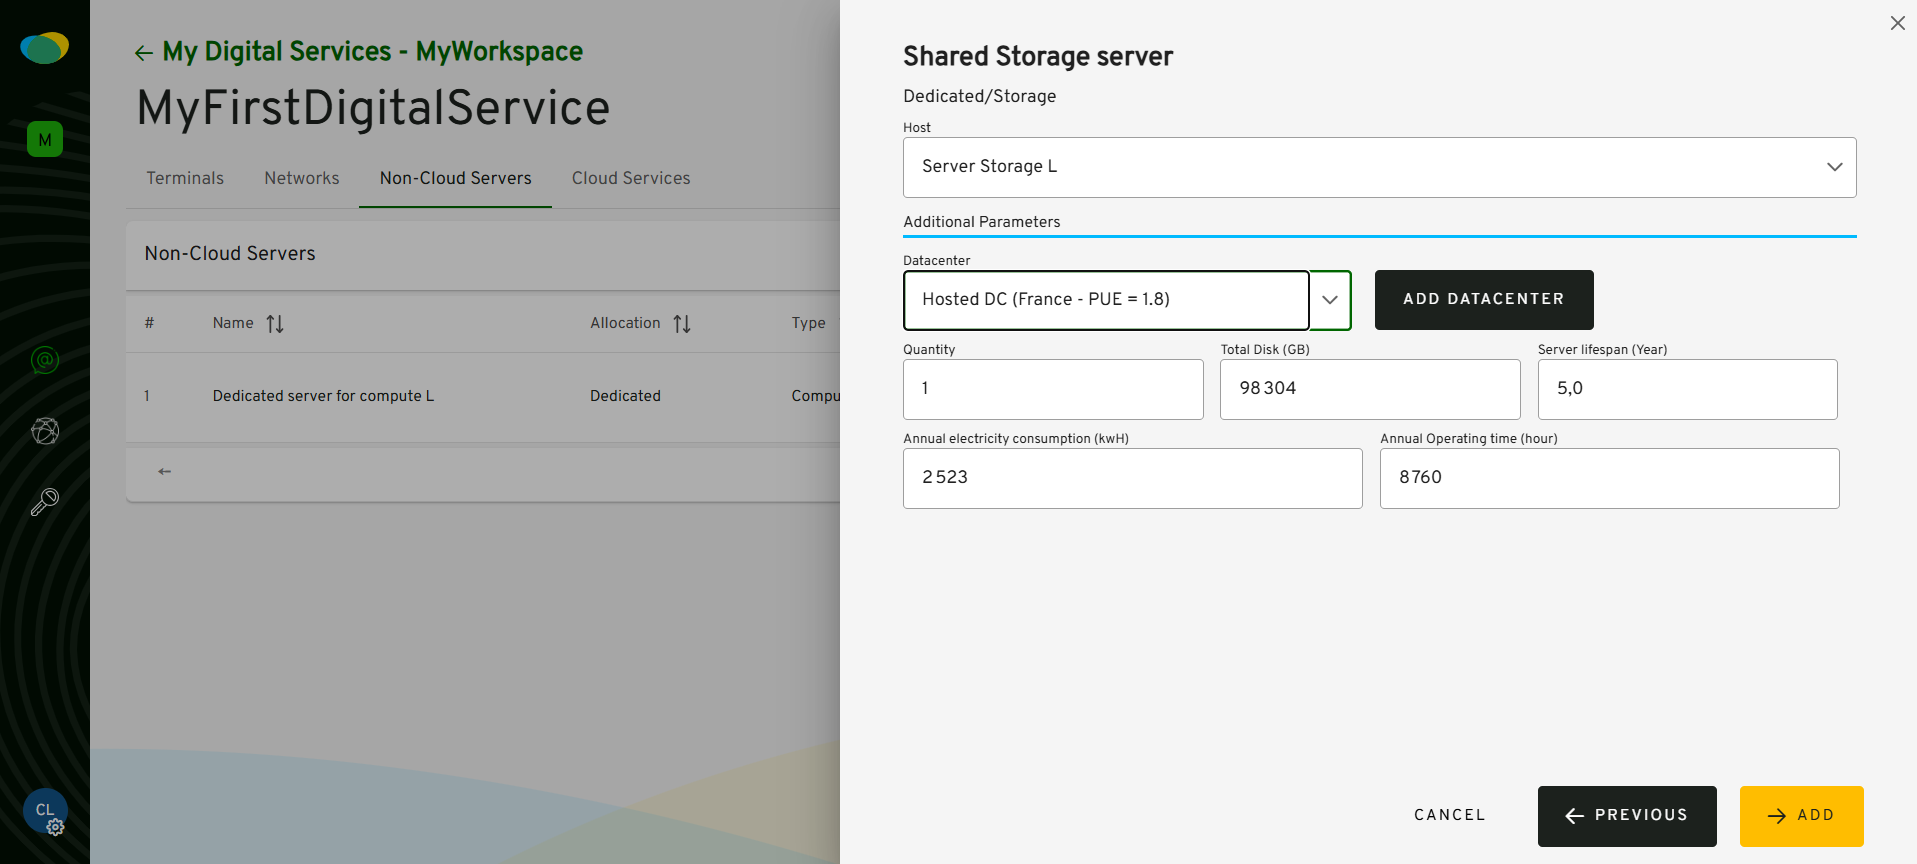 M
CL
← My Digital Services - MyWorkspace
MyFirstDigitalService
Terminals Networks Non-Cloud Servers Cloud Services
Non-Cloud Servers
# Name Allocation Type
1 Dedicated server for compute L Dedicated Compu
←
Shared Storage server
Dedicated/Storage
Host
Server Storage L
Additional Parameters
Datacenter
Hosted DC (France - PUE = 1.8) ADD DATACENTER
Quantity Total Disk (GB) Server lifespan (Year)
1 98 304 5,0
Annual electricity consumption (kwH) Annual Operating time (hour)
2 523 8760
CANCEL ← PREVIOUS → ADD